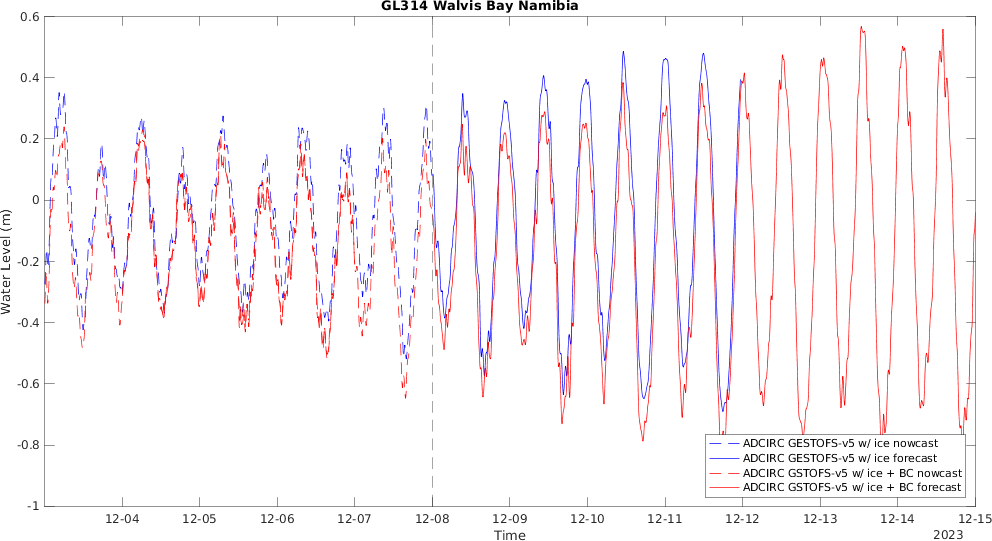 GL314 Walvis Bay Namibia
0.6
0.4
0.2
0
-0.2
-0.4
-0.6
-0.8
-1
Water Level (m)
ADCIRC GESTOFS-v5 w/ ice nowcast
ADCIRC GESTOFS-v5 w/ ice forecast
ADCIRC GSTOFS-v5 w/ ice + BC nowcast
ADCIRC GSTOFS-v5 w/ ice + BC forecast
12-04 12-05 12-06 12-07 12-08 12-09 12-10 12-11 12-12 12-13 12-14 12-15
Time
2023